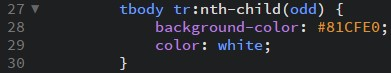 27 ▼ tbody tr:nth-child(odd) {
28 background-color: #81CFE0;
29 color: white;
30 }